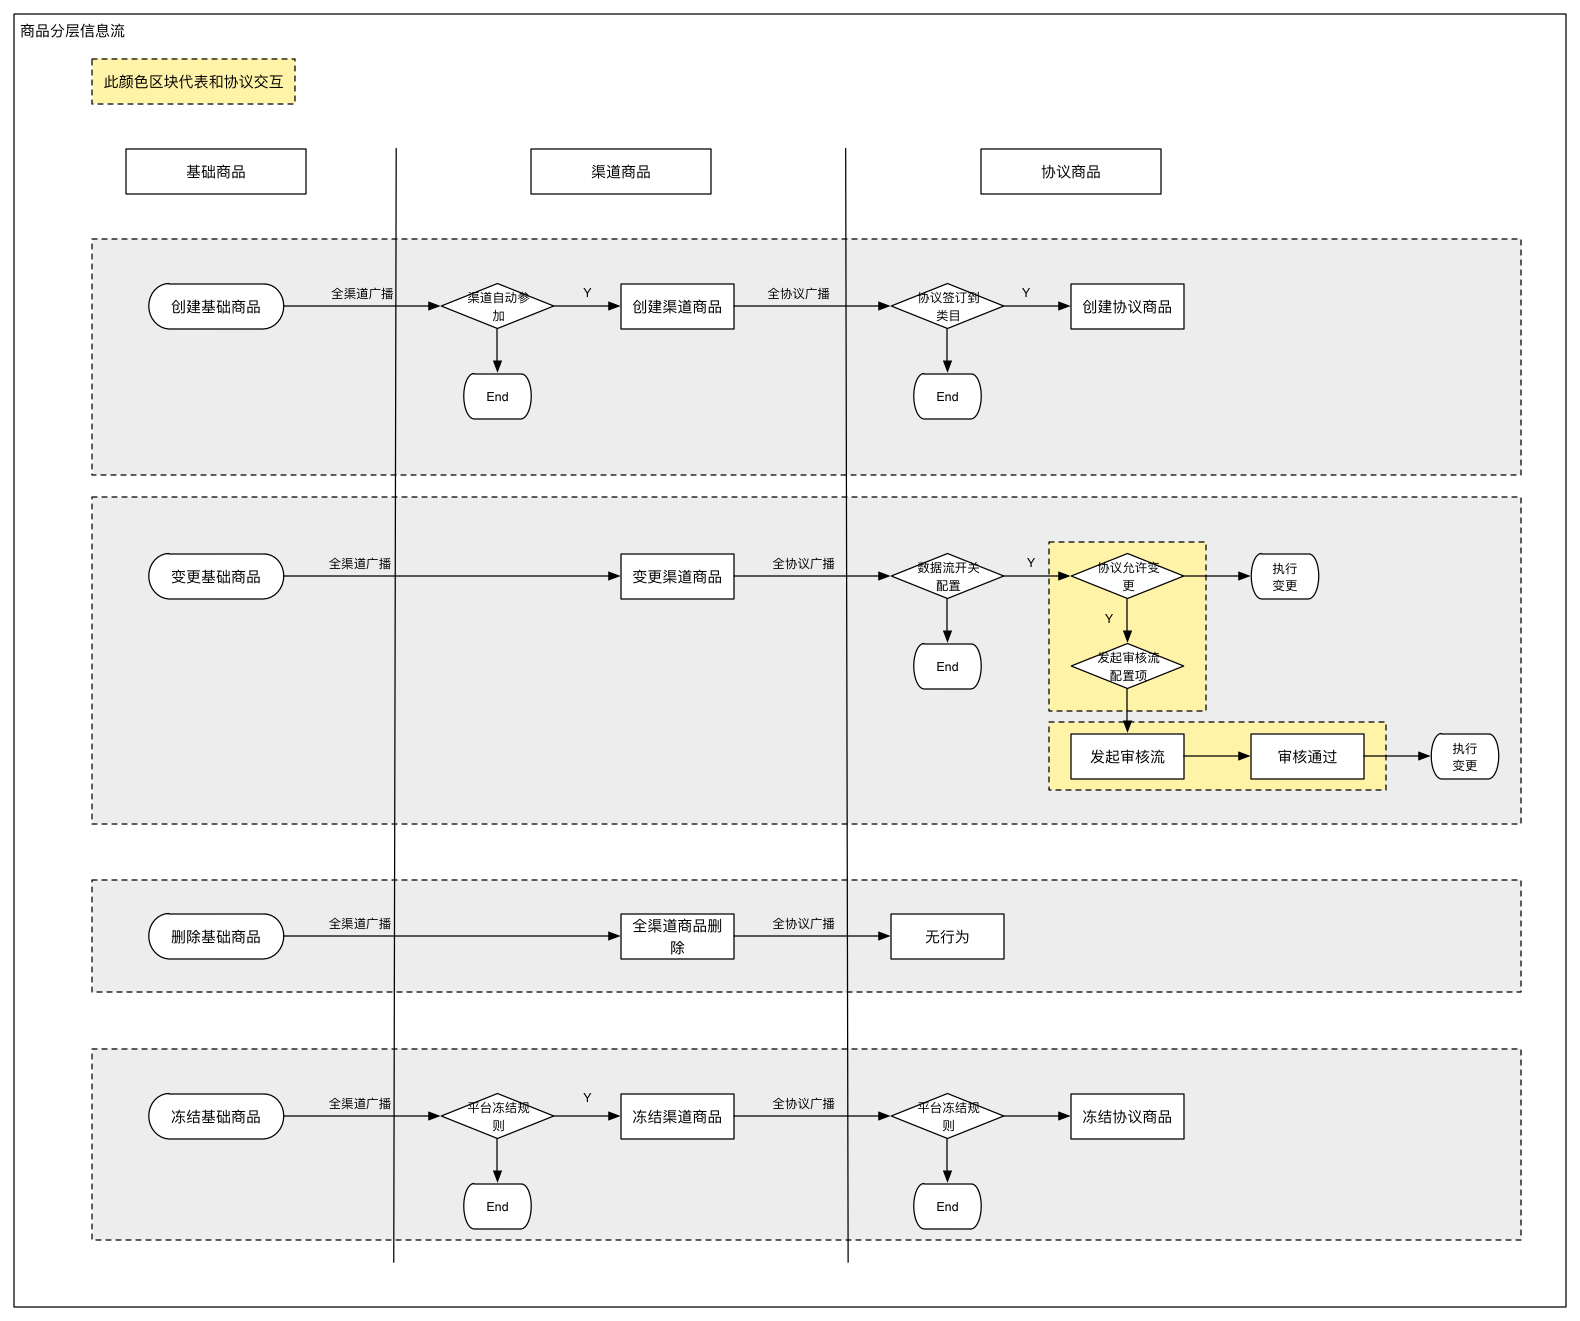 商品分层信息流
此颜色区块代表和协议交互
基础商品
渠道商品
协议商品
创建基础商品
全渠道广播
渠道自动参
加
Y
创建渠道商品
全协议广播
协议签订到
类目
Y
创建协议商品
End
End
变更基础商品
全渠道广播
变更渠道商品
全协议广播
数据流开关
配置
Y
协议允许变
更
执行
变更
Y
End
发起审核流
配置项
发起审核流
审核通过
执行
变更
删除基础商品
全渠道广播
全渠道商品删
除
全协议广播
无行为
冻结基础商品
全渠道广播
平台冻结规
则
Y
冻结渠道商品
全协议广播
平台冻结规
则
冻结协议商品
End
End